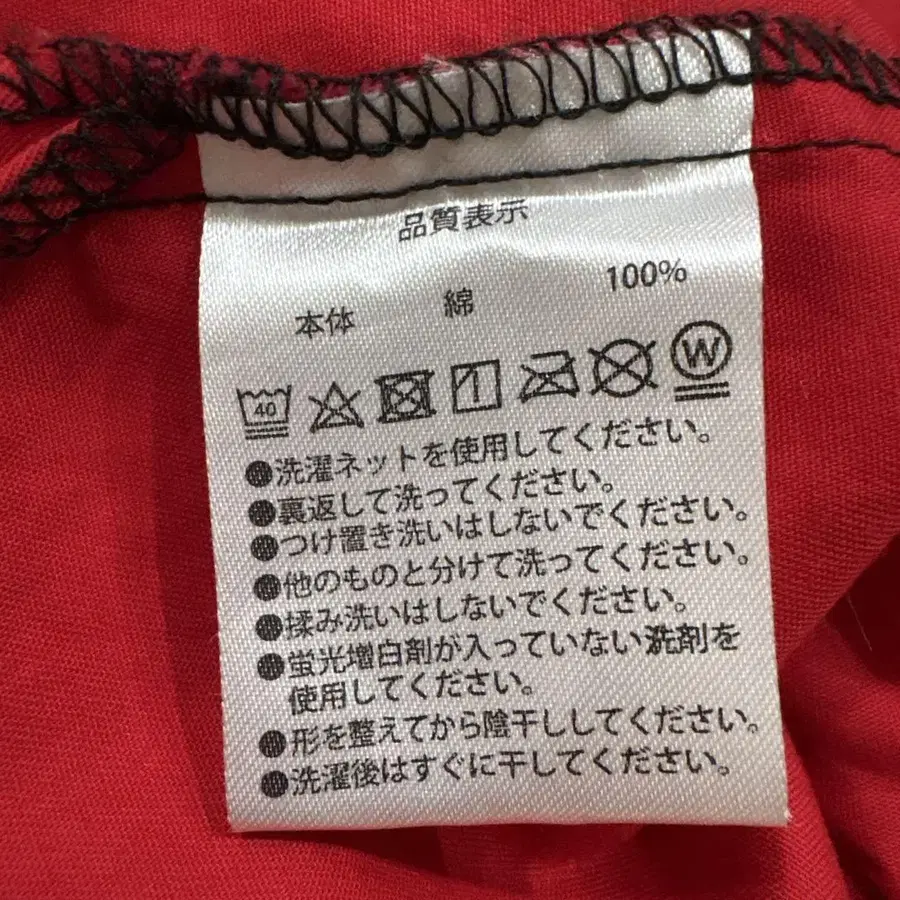 品質表示
本体 綿 100%
40 W
●洗濯ネットを使用してください。
●裏返して洗ってください。
●つけ置き洗いはしないでください。
●他のものと分けて洗ってください。
●揉み洗いはしないでください。
●蛍光増白剤が入っていない洗剤を
使用してください。
●形を整えてから陰干ししてください。
●洗濯後はすぐに干してください。